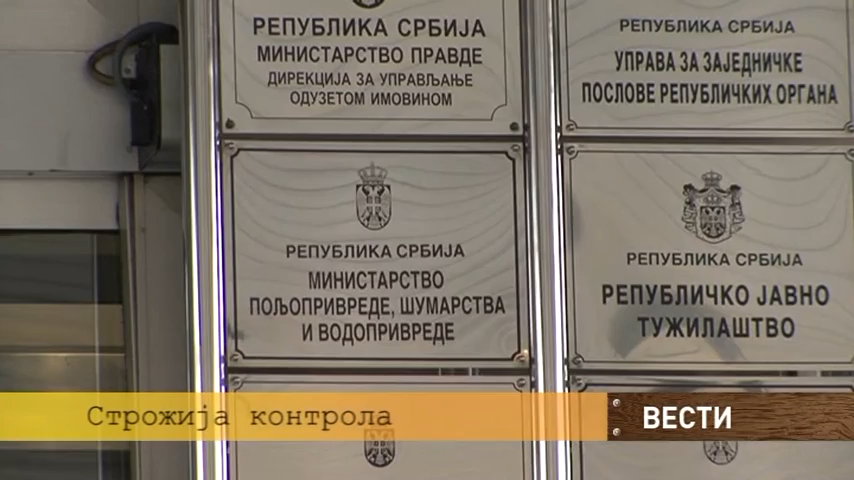 РЕПУБЛИКА СРБИЈА
МИНИСТАРСТВО ПРАВДЕ
ДИРЕКЦИЈА ЗА УПРАВЉАЊЕ
ОДУЗЕТОМ ИМОВИНОМ
РЕПУБЛИКА СРБИЈА
УПРАВА ЗА ЗАЈЕДНИЧКЕ
ПОСЛОВЕ РЕПУБЛИЧКИХ ОРГАНА
РЕПУБЛИКА СРБИЈА
МИНИСТАРСТВО
ПОЉОПРИВРЕДЕ, ШУМАРСТВА
И ВОДОПРИВРЕДЕ
РЕПУБЛИКА СРБИЈА
РЕПУБЛИЧКО ЈАВНО
ТУЖИЛАШТВО
Строжија контрола
ВЕСТИ